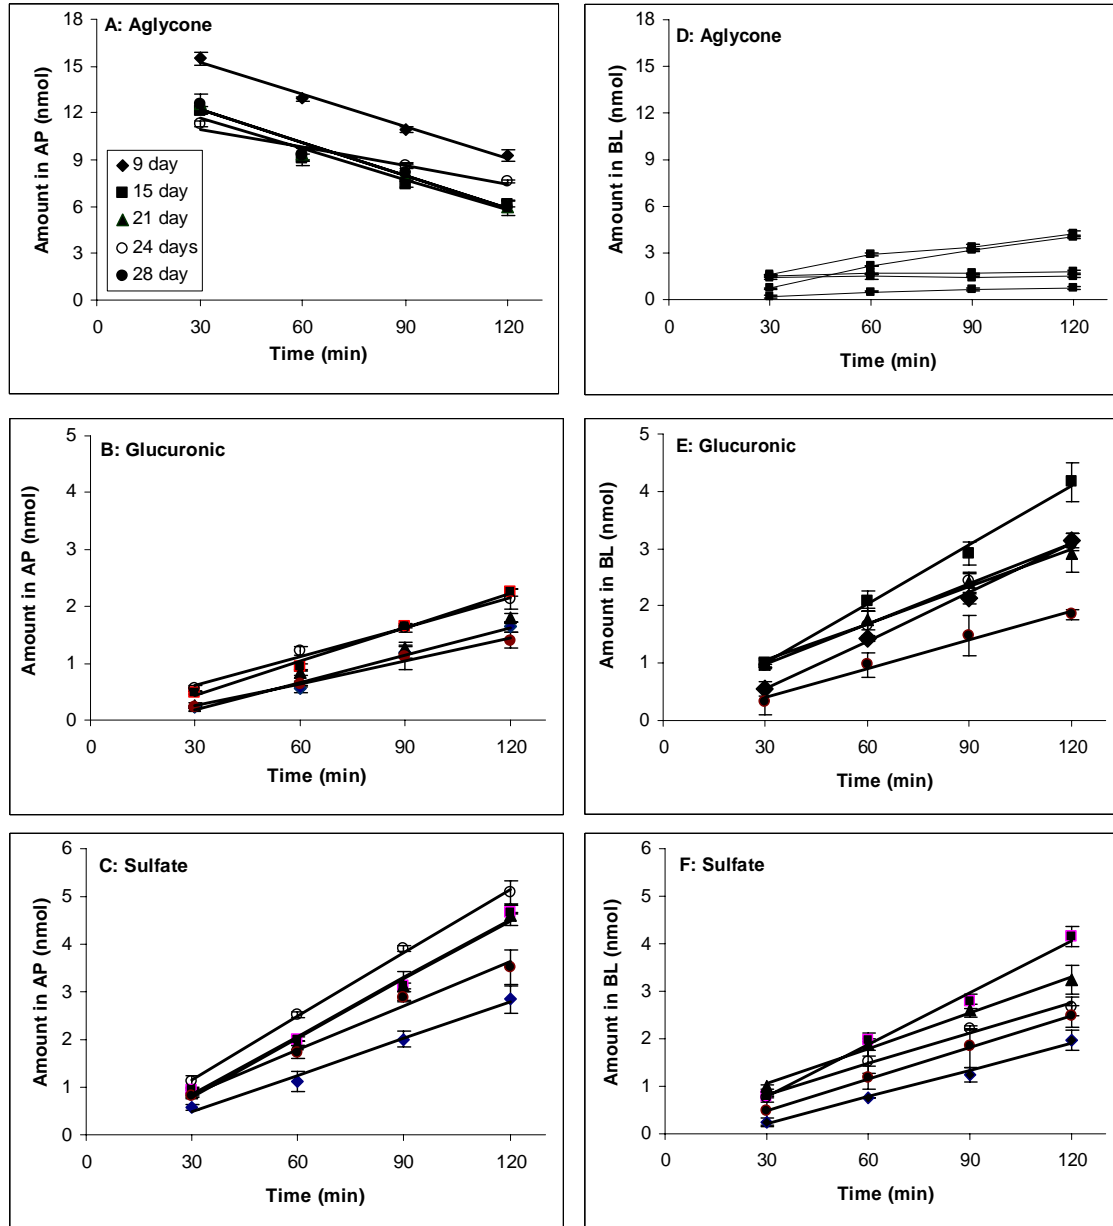 A: Aglycone
Amount in AP (nmol)
18
15
12
9
6
3
0
9 day
15 day
21 day
24 days
28 day
0 30 60 90 120
Time (min)
D: Aglycone
Amount in BL (nmol)
18
15
12
9
6
3
0
0 30 60 90 120
Time (min)
B: Glucuronic
Amount in AP (nmol)
5
4
3
2
1
0
0 30 60 90 120
Time (min)
E: Glucuronic
Amount in BL (nmol)
5
4
3
2
1
0
0 30 60 90 120
Time (min)
C: Sulfate
Amount in AP (nmol)
6
5
4
3
2
1
0
0 30 60 90 120
Time (min)
F: Sulfate
Amount in BL (nmol)
6
5
4
3
2
1
0
0 30 60 90 120
Time (min)